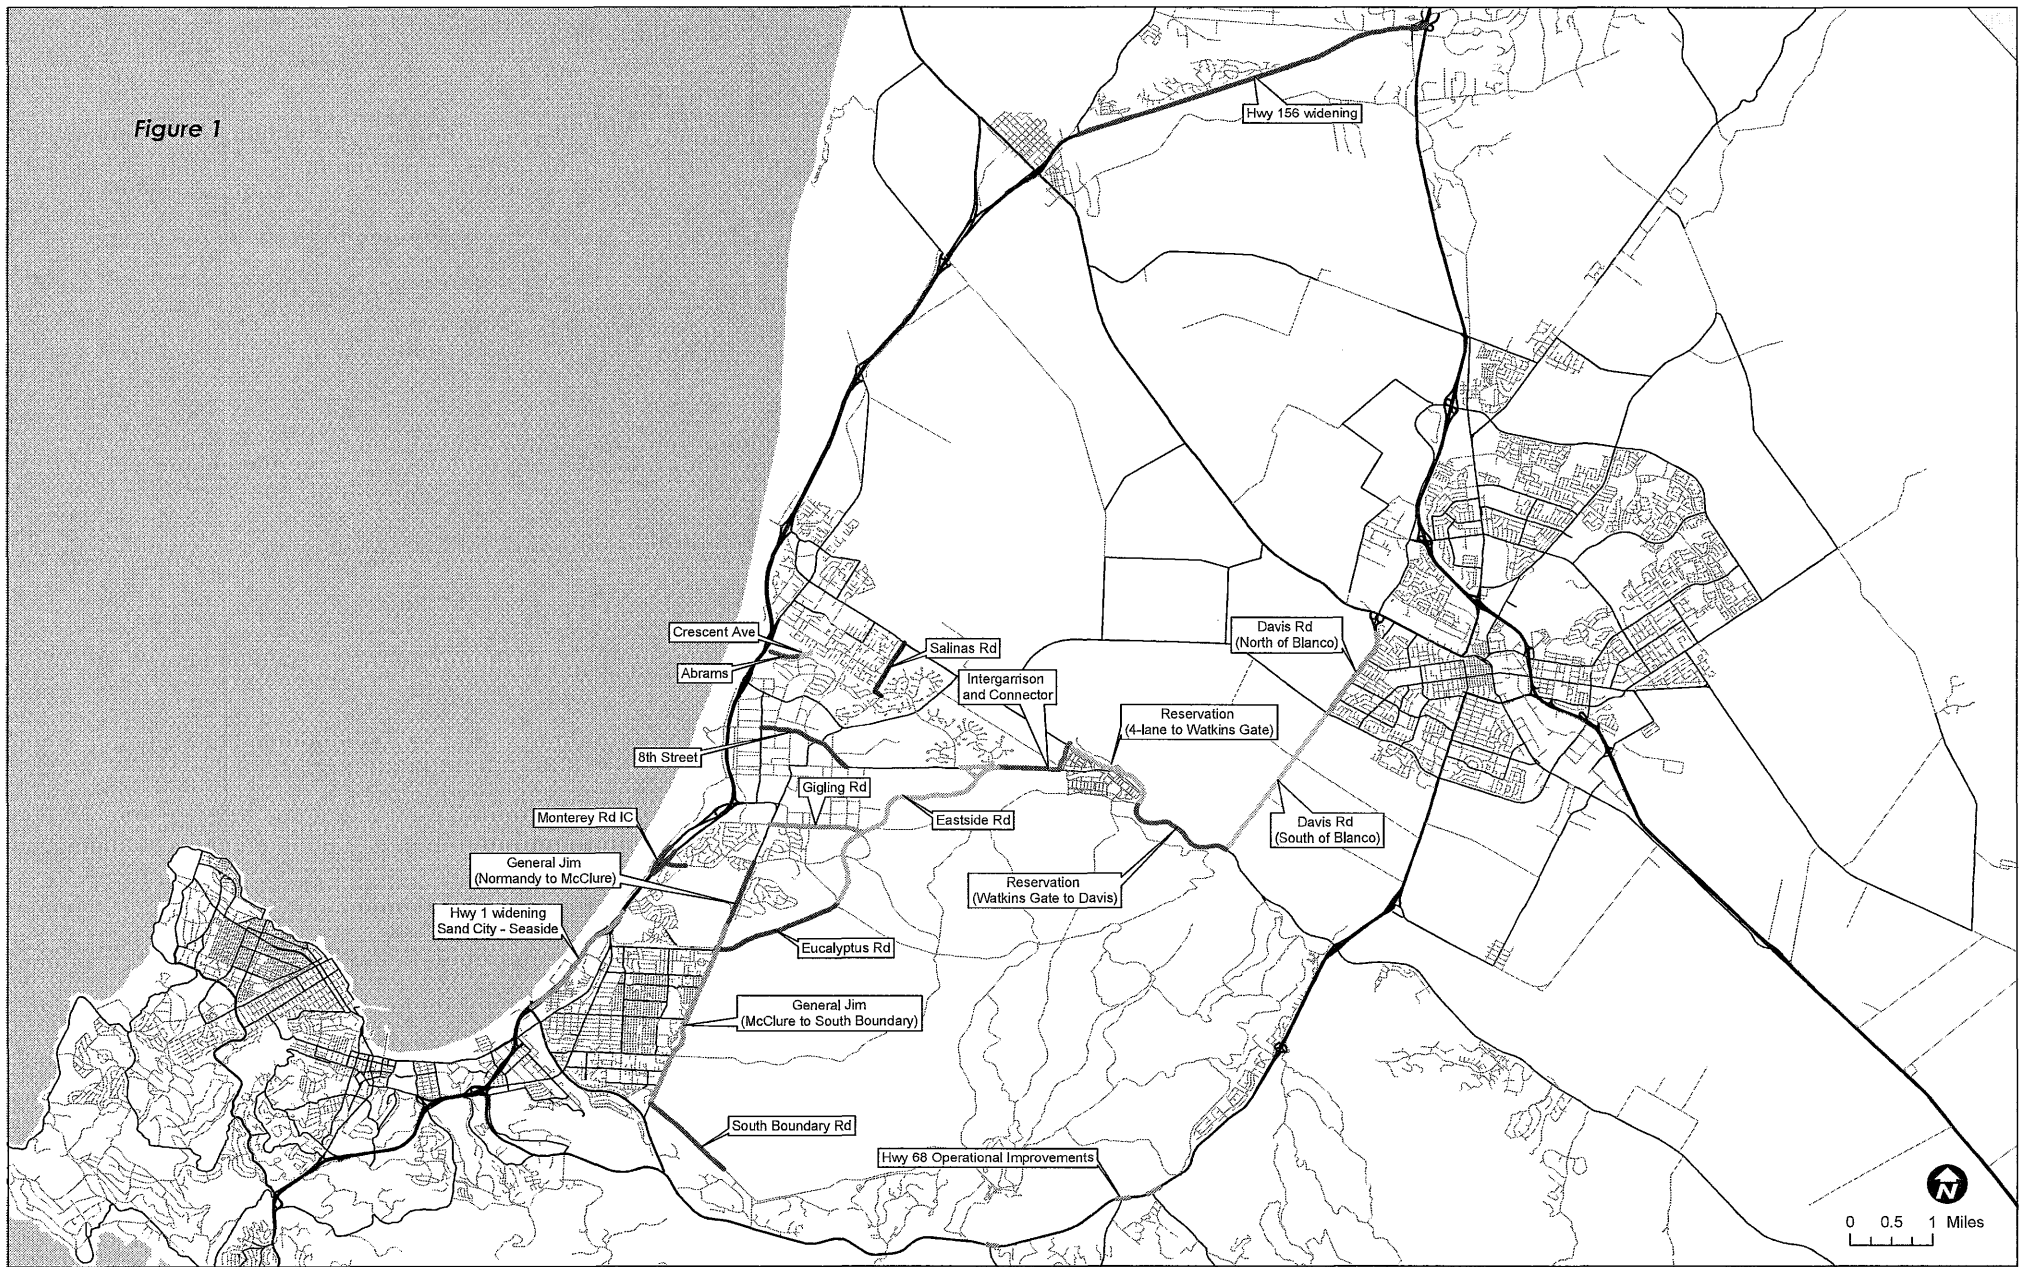 Figure 1
Hwy 156 widening
Crescent Ave
Abrams
Salinas Rd
Davis Rd
(North of Blanco)
Intergarrison
and Connector
Reservation
(4-lane to Watkins Gate)
8th Street
Gigling Rd
Monterey Rd IC
Eastside Rd
Davis Rd
(South of Blanco)
General Jim
(Normandy to McClure)
Reservation
(Watkins Gate to Davis)
Hwy 1 widening
Sand City - Seaside
Eucalyptus Rd
General Jim
(McClure to South Boundary)
South Boundary Rd
Hwy 68 Operational Improvements
N
0 0.5 1 Miles